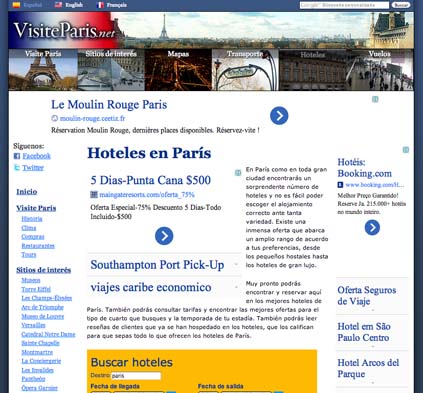 Español English Français
Buscar
VisiteParis.net
Visite París Sitios de interés Mapas Transporte Hoteles Vuelos
Le Moulin Rouge Paris
moulin-rouge.ceetiz.fr
Réservation Moulin Rouge, dernières places disponibles. Réservez-vite !
Síguenos:
Facebook
Twitter
Inicio
Visite París
Historia
Clima
Compras
Restaurantes
Tours
Sitios de interés
Museos
Torre Eiffel
Les Champs-Élysées
Arc de Triomphe
Museo de Louvre
Versailles
Catedral Notre Dame
Sainte Chapelle
Montmartre
La Conciergerie
Les Invalides
Panthéon
Ópera Garnier
Hoteles en París
5 Dias-Punta Cana $500
maingateresorts.com/oferta_75%
Oferta Especial-75% Descuento 5 Dias-Todo
Incluido-$500
Southampton Port Pick-Up
viajes caribe economico
En París como en toda gran
ciudad encontrarás un
sorprendente número de
hoteles y no es fácil poder
escoger el alojamiento
correcto ante tanta
variedad. Existe una
inmensa oferta que abarca
un amplio rango de acuerdo
a tus preferencias, desde
los pequeños hostales hasta
los hoteles de gran lujo.
Muy pronto podrás
encontrar y reservar aquí
en los mejores hoteles de
París. También podrás consultar tarifas y encontrar las mejores ofertas para el
tipo de cuarto que busques y la temporada de tu estadía. También podrás leer
reseñas de clientes que ya se han hospedado en los hoteles, que los califican
para que sepas todo lo que ofrecen los hoteles de París.
Buscar hoteles
Destino paris
Fecha de llegada Fecha de salida
Hotéis:
Booking.com
www.booking.com/H...
Melhor Preço Garantido!
Reserve Ja. 215.000+ hotéis
no mundo inteiro.
Oferta Seguros
de Viaje
Hotel em São
Paulo Centro
Hotel Arcos del
Parque